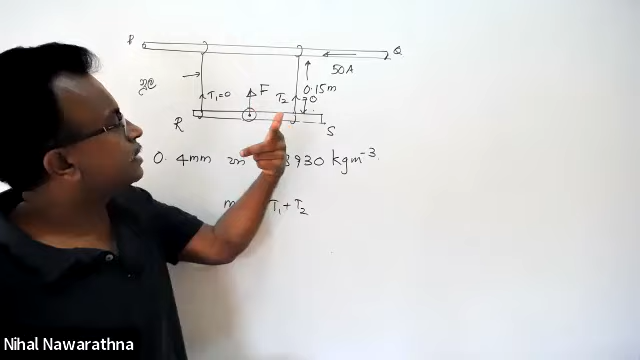 P
Q
50A
නූල
T₁=0
F
T₂
0.15m
R
S
0.4mm
8930 kgm⁻³.
T₁ + T₂
Nihal Nawarathna